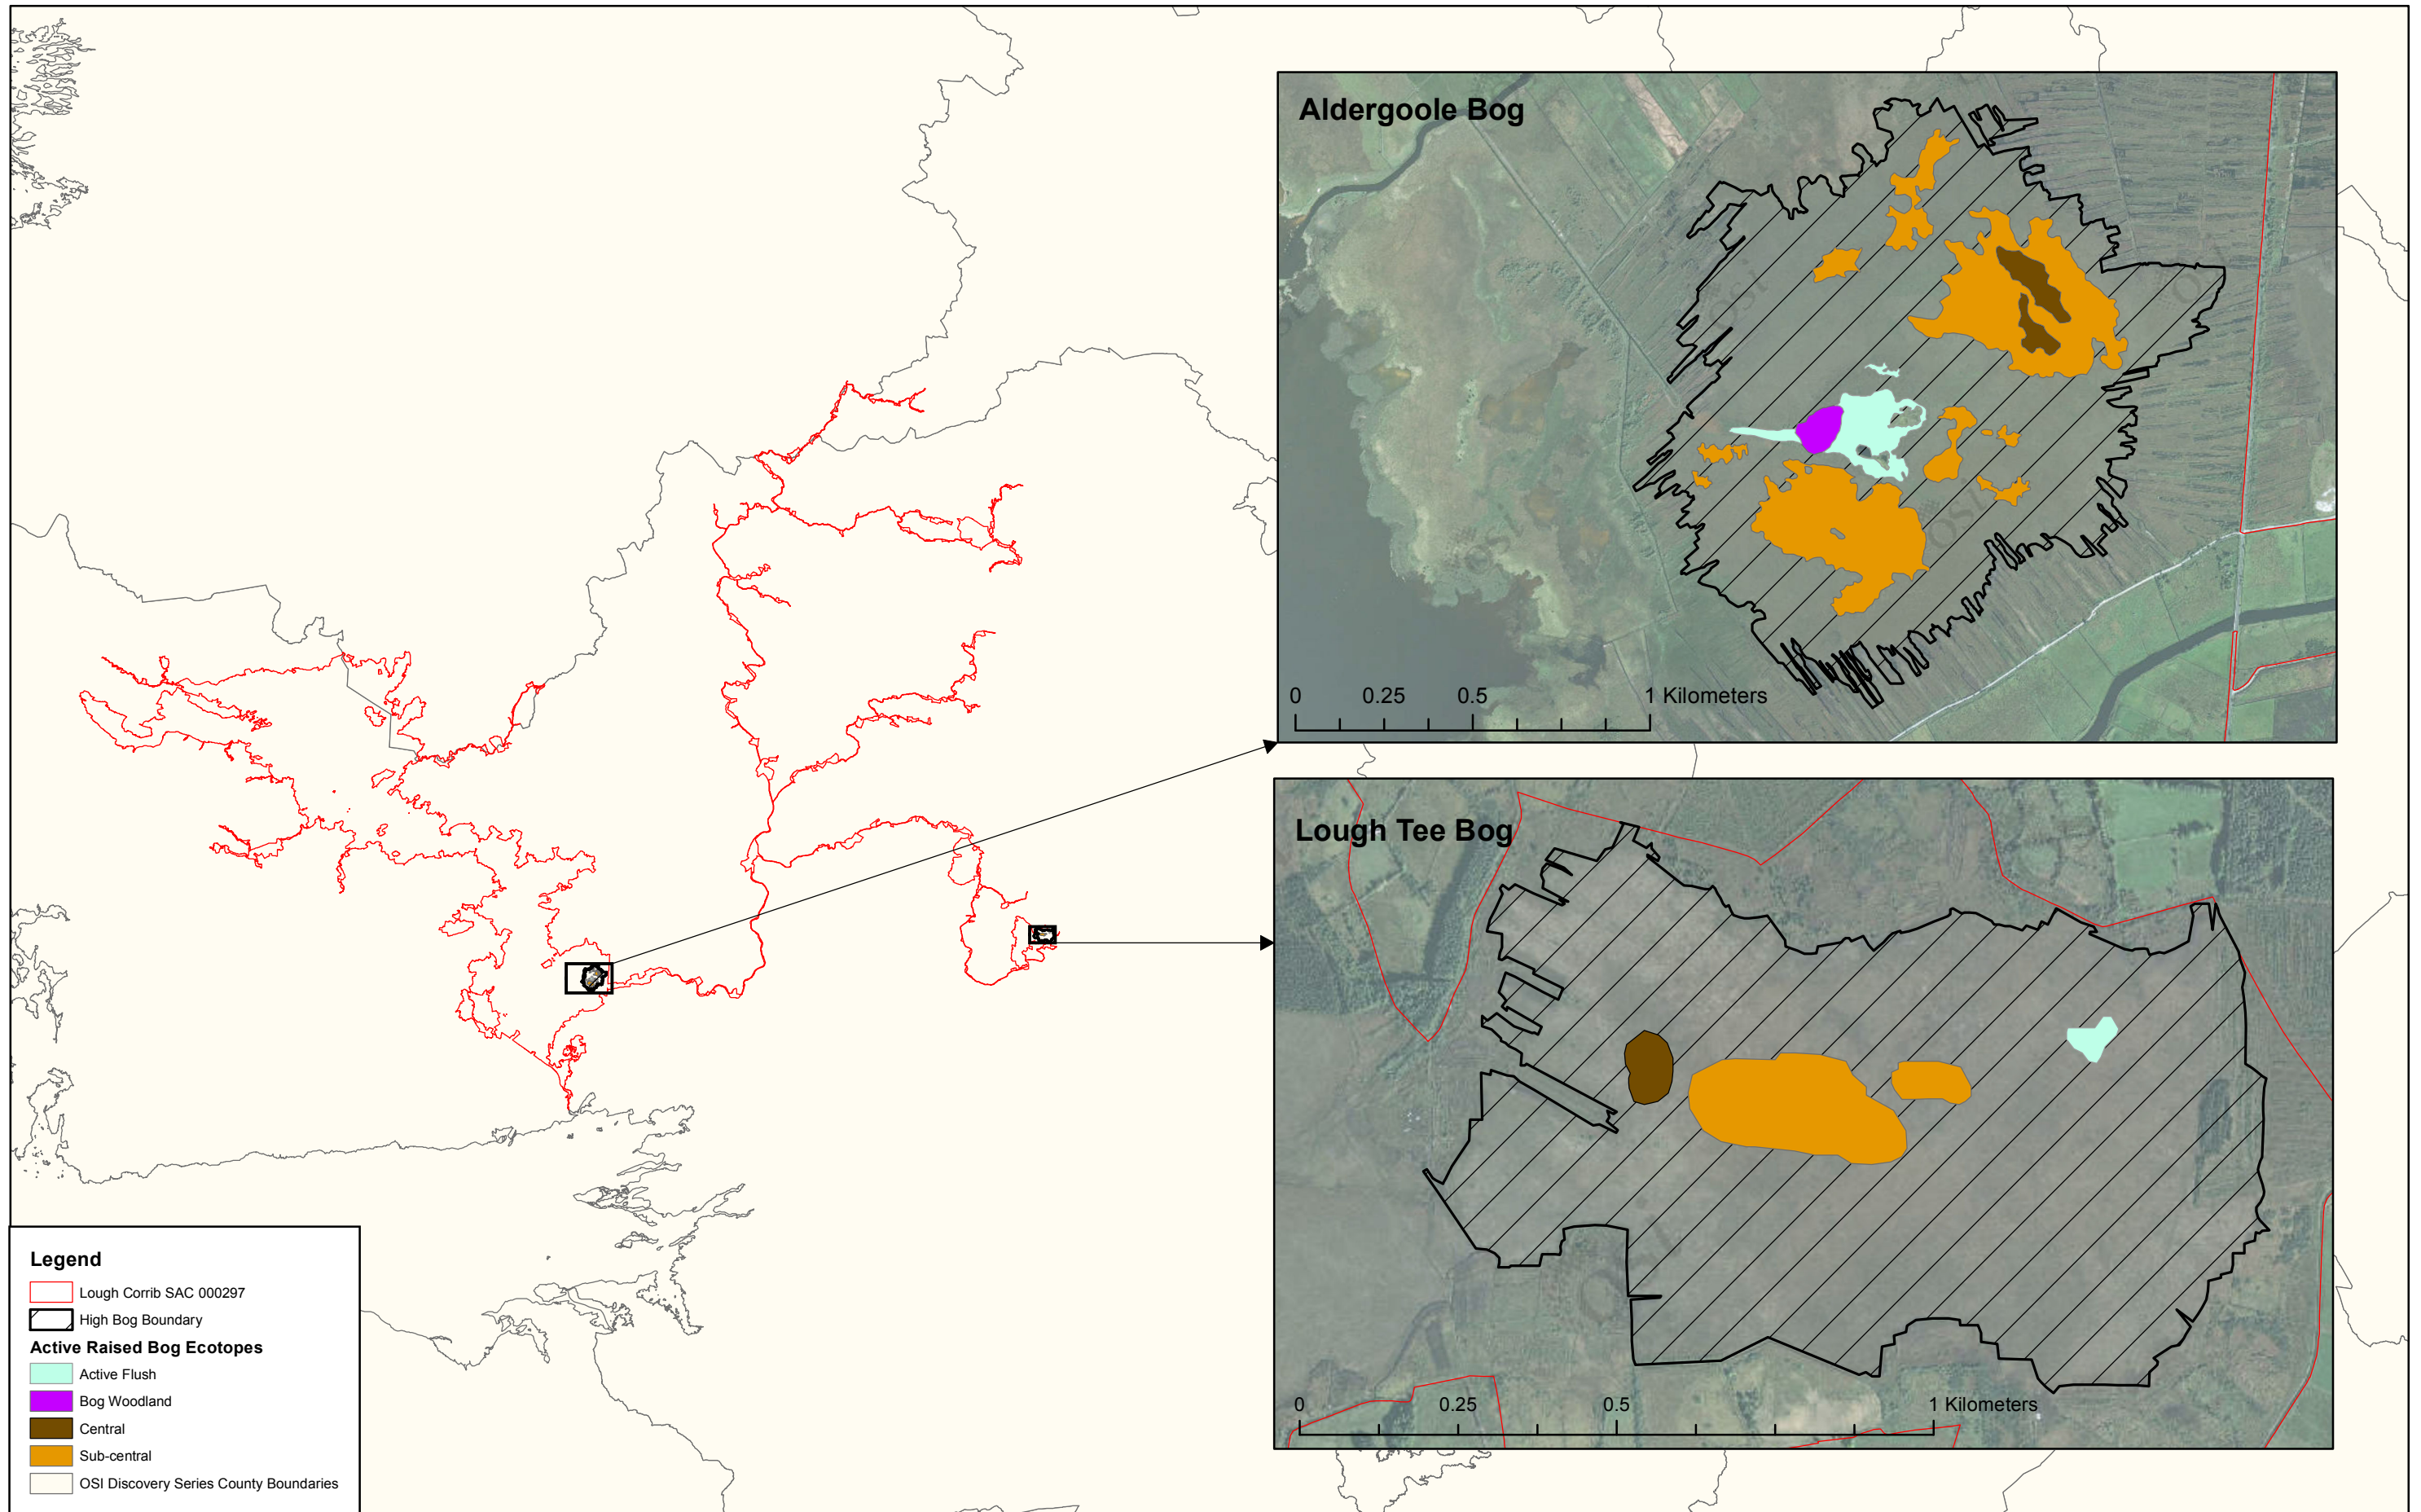 Aldergoole Bog
0 0.25 0.5 1 Kilometers
Lough Tee Bog
0 0.25 0.5 1 Kilometers
Legend
Lough Corrib SAC 000297
High Bog Boundary
Active Raised Bog Ecotopes
Active Flush
Bog Woodland
Central
Sub-central
OSI Discovery Series County Boundaries